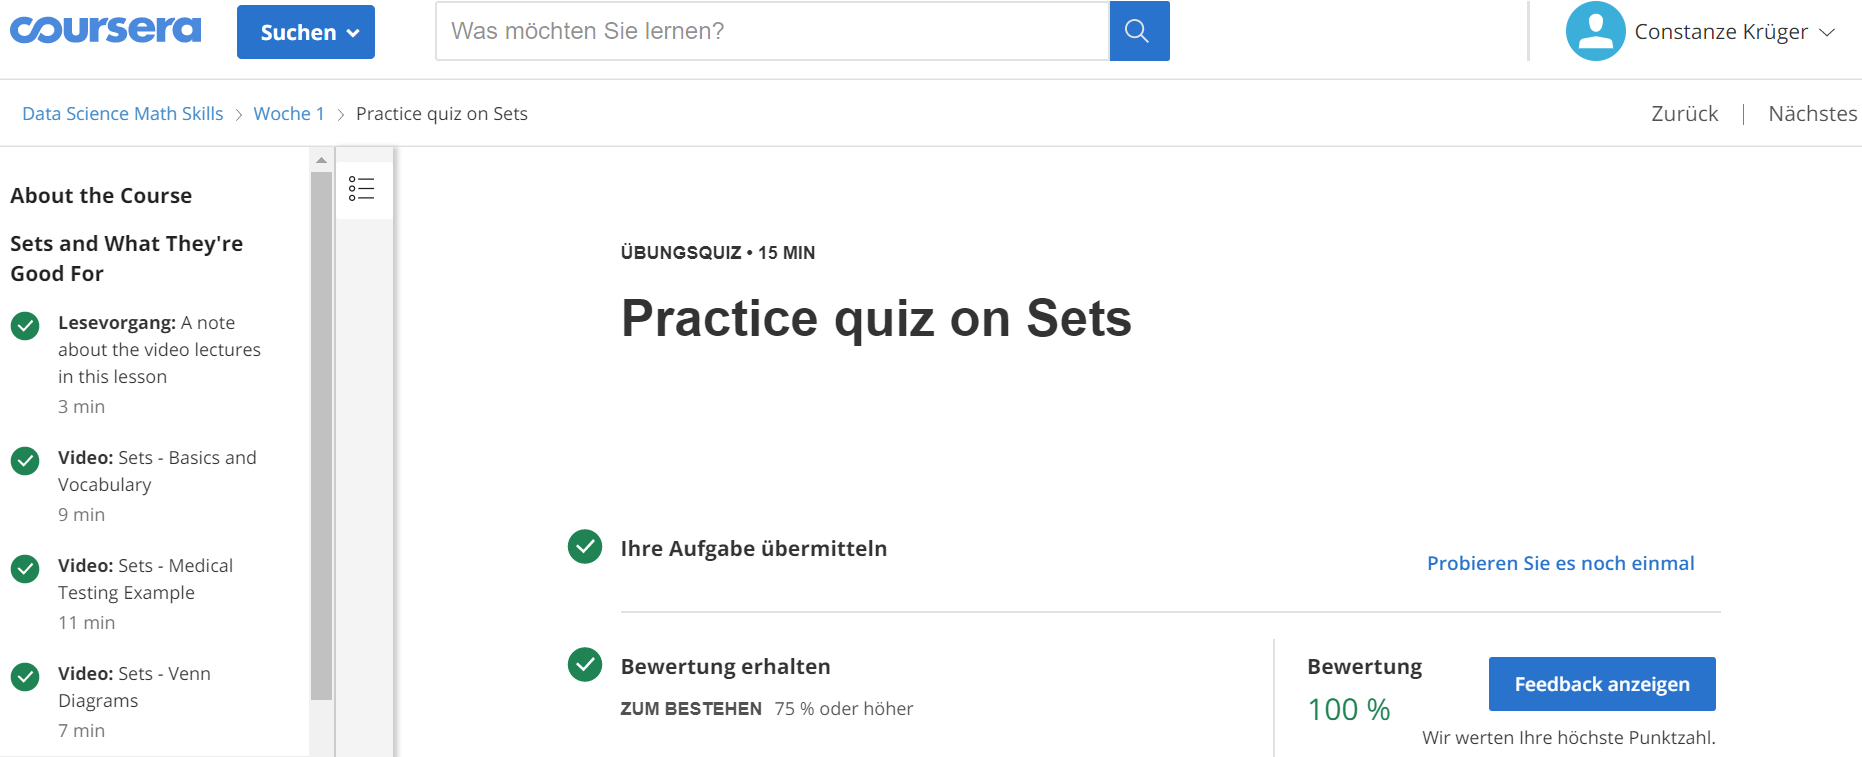 coursera
Suchen
Was möchten Sie lernen?
Constanze Krüger
Data Science Math Skills
Woche 1
Practice quiz on Sets
Zurück
Nächstes
About the Course
Sets and What They're
Good For
Lesevorgang: A note
about the video lectures
in this lesson
3 min
Video: Sets - Basics and
Vocabulary
9 min
Video: Sets - Medical
Testing Example
11 min
Video: Sets - Venn
Diagrams
7 min
ÜBUNGSQUIZ • 15 MIN
Practice quiz on Sets
Ihre Aufgabe übermitteln
Probieren Sie es noch einmal
Bewertung erhalten
ZUM BESTEHEN 75 % oder höher
Bewertung
100 %
Feedback anzeigen
Wir werten Ihre höchste Punktzahl.